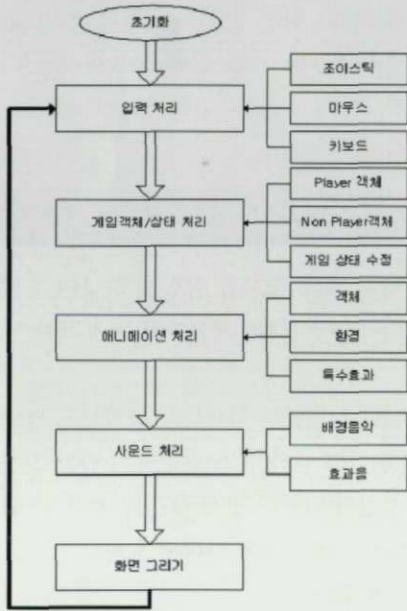 초기화
조이스틱
입력 처리
마우스
키보드
Player 객체
게임객체/상태 처리
Non Player객체
게임 상태 수정
객체
애니메이션 처리
환경
특수효과
배경음악
사운드 처리
효과음
화면 그리기